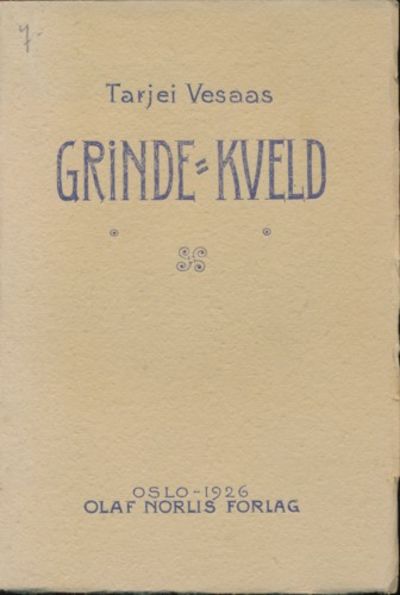 7-
Tarjei Vesaas
GRINDE=KVELD
OSLO-1926
OLAF NORLIS FORLAG